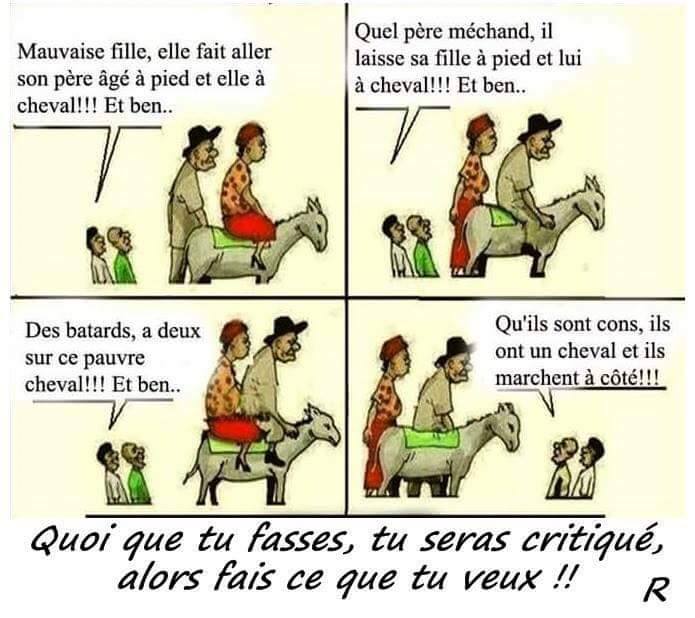 Mauvaise fille, elle fait aller
son père âgé à pied et elle à
cheval!!! Et ben..
Quel père méchand, il
laisse sa fille à pied et lui
à cheval!!! Et ben..
Des batards, a deux
sur ce pauvre
cheval!!! Et ben..
Qu'ils sont cons, ils
ont un cheval et ils
marchent à côté!!!
Quoi que tu fasses, tu seras critiqué,
alors fais ce que tu veux !!
R